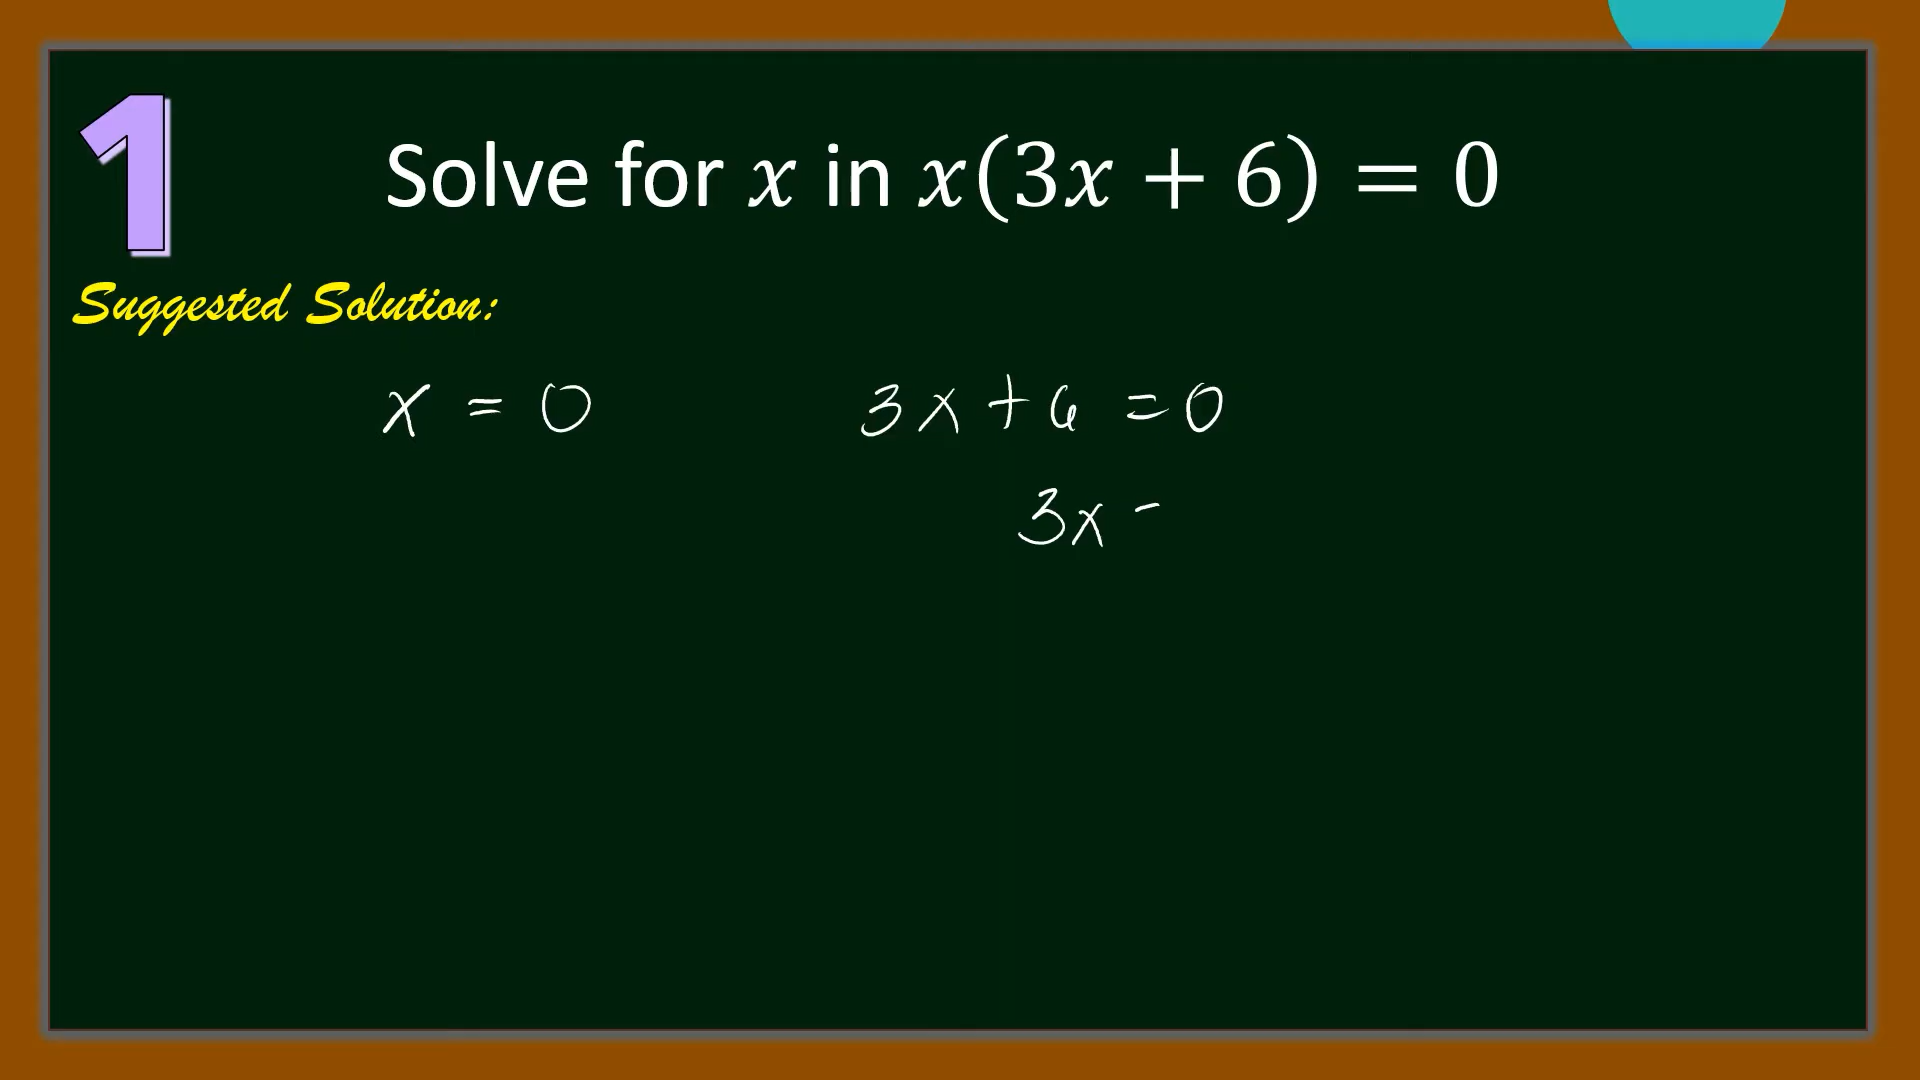 1
Solve for x in x(3x + 6) = 0
Suggested Solution:
x = 0 3x + 6 = 0
3x -